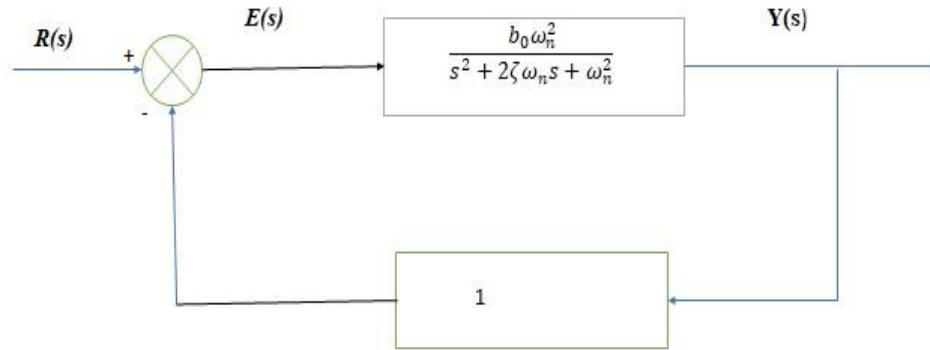 R(s)
E(s)
Y(s)
+
b₀ωₙ²
s² + 2ζωₙs + ωₙ²
-
1